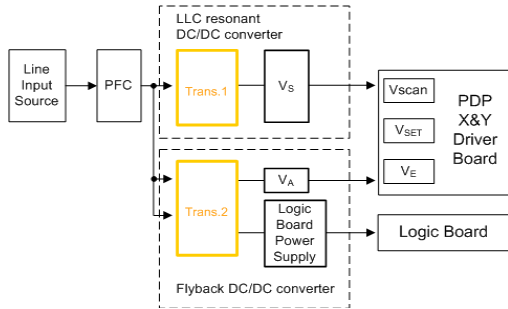 LLC resonant
DC/DC converter
Line
Input
Source
PFC
Trans.1
VS
Vscan
VSET
VE
PDP
X&Y
Driver
Board
Trans.2
VA
Logic
Board
Power
Supply
Logic Board
Flyback DC/DC converter